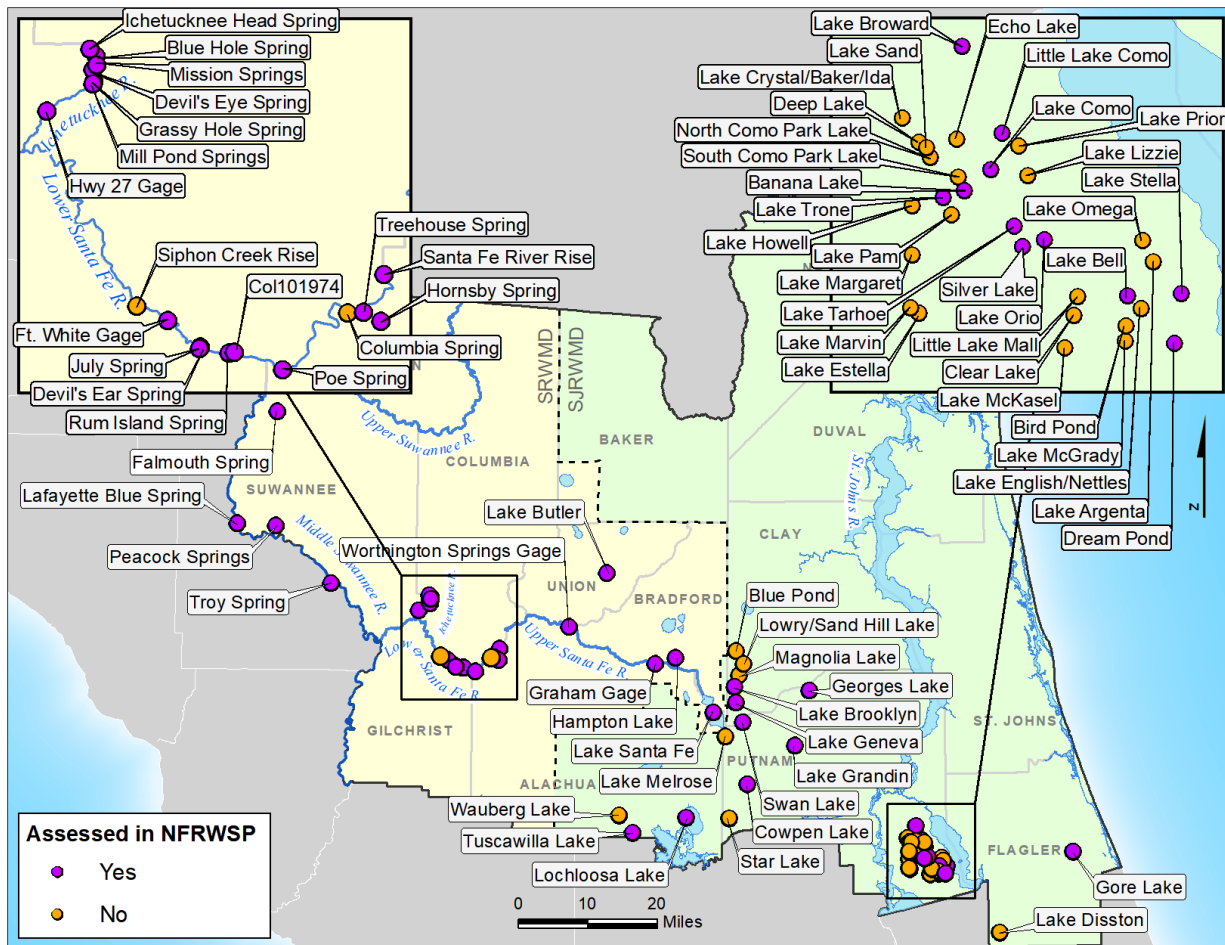 Ichetucknee Head Spring
Blue Hole Spring
Mission Springs
Devil's Eye Spring
Grassy Hole Spring
Mill Pond Springs
Ichetucknee R.
Hwy 27 Gage
Lower Santa Fe R.
Treehouse Spring
Santa Fe River Rise
Siphon Creek Rise
Col101974
Hornsby Spring
Ft. White Gage
July Spring
Columbia Spring
Devil's Ear Spring
Poe Spring
Rum Island Spring
Lake Broward
Echo Lake
Lake Sand
Little Lake Como
Lake Crystal/Baker/Ida
Deep Lake
Lake Como
Lake Prior
North Como Park Lake
South Como Park Lake
Lake Lizzie
Banana Lake
Lake Stella
Lake Trone
Lake Omega
Lake Howell
Lake Pam
Lake Bell
Lake Margaret
Silver Lake
Lake Tarhoe
Lake Orio
Lake Marvin
Little Lake Mall
Lake Estella
Clear Lake
Lake McKasel
Bird Pond
Lake McGrady
Lake English/Nettles
Lake Argenta
Dream Pond
SRWMD
SJRWMD
Upper Suwannee R.
BAKER
DUVAL
Falmouth Spring
COLUMBIA
SUWANNEE
St. Johns R.
N
Lafayette Blue Spring
Lake Butler
CLAY
Peacock Springs
Middle Suwannee R.
Worthington Springs Gage
Troy Spring
Ichetucknee R.
UNION
BRADFORD
Blue Pond
Lowry/Sand Hill Lake
Lower Santa Fe R.
Upper Santa Fe R.
Magnolia Lake
Graham Gage
Georges Lake
Hampton Lake
Lake Brooklyn
ST. JOHNS
GILCHRIST
Lake Santa Fe
Lake Geneva
PUTNAM
Lake Melrose
Lake Grandin
ALACHUA
Swan Lake
Wauberg Lake
Cowpen Lake
Tuscawilla Lake
Star Lake
FLAGLER
Lochloosa Lake
Gore Lake
Lake Disston
Assessed in NFRWSP
Yes
No
0 10 20
Miles